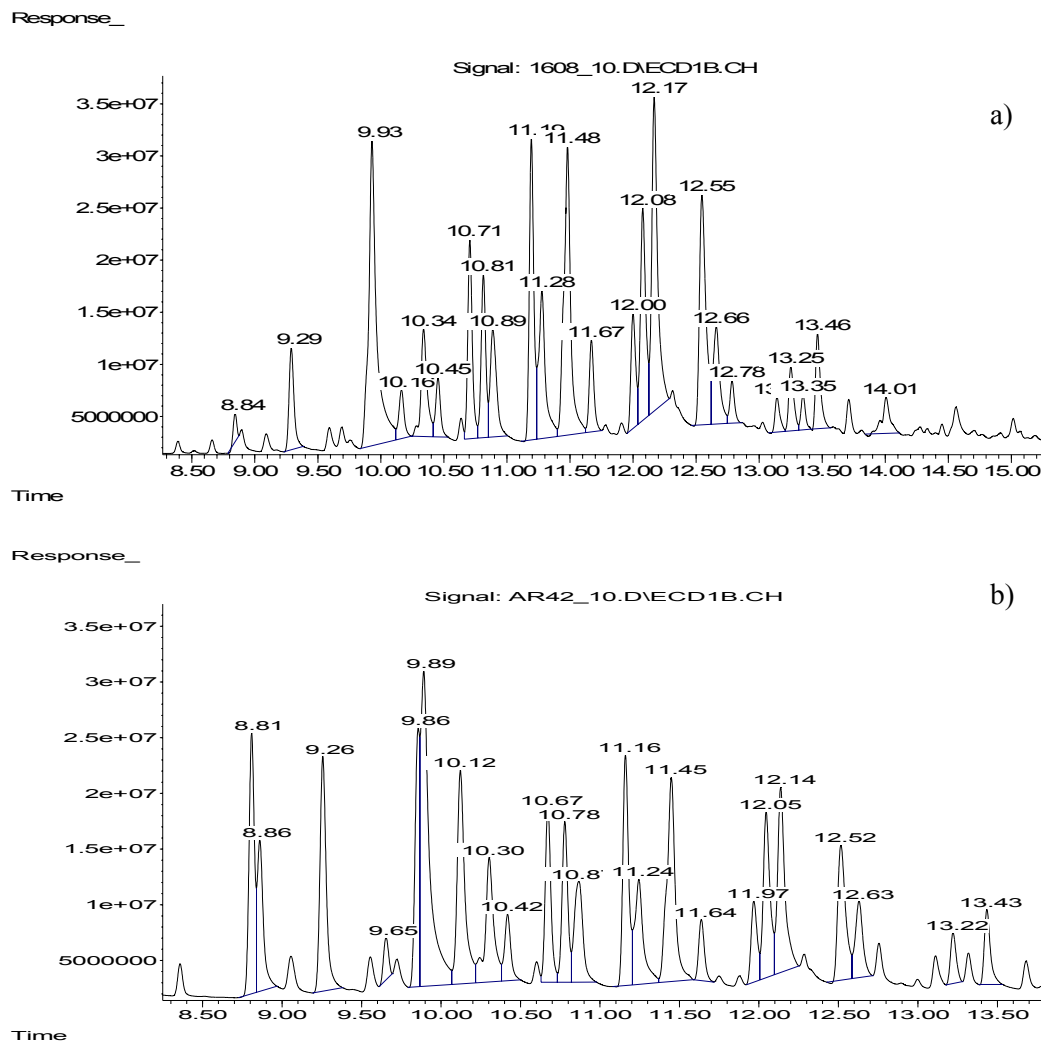 Response_
Signal: 1608_10.D\ECD1B.CH
a)
12.17
3.5e+07
9.93
11.48
3e+07
12.55
2.5e+07
12.08
10.71
2e+07
10.81
11.28
1.5e+07
12.00
10.34
10.89
12.66
11.67
13.46
9.29
1e+07
10.45
13.25
10.16
12.78
13.35
14.01
8.84
5000000
8.50 9.00 9.50 10.00 10.50 11.00 11.50 12.00 12.50 13.00 13.50 14.00 14.50 15.00
Time
Response_
Signal: AR42_10.D\ECD1B.CH
b)
3.5e+07
9.89
3e+07
8.81
9.86
2.5e+07
9.26
11.16
10.12
11.45
12.14
2e+07
10.67
10.78
12.05
8.86
12.52
1.5e+07
10.30
11.24
10.8
10.42
11.97
12.63
1e+07
11.64
13.43
9.65
13.22
5000000
8.50 9.00 9.50 10.00 10.50 11.00 11.50 12.00 12.50 13.00 13.50
Time